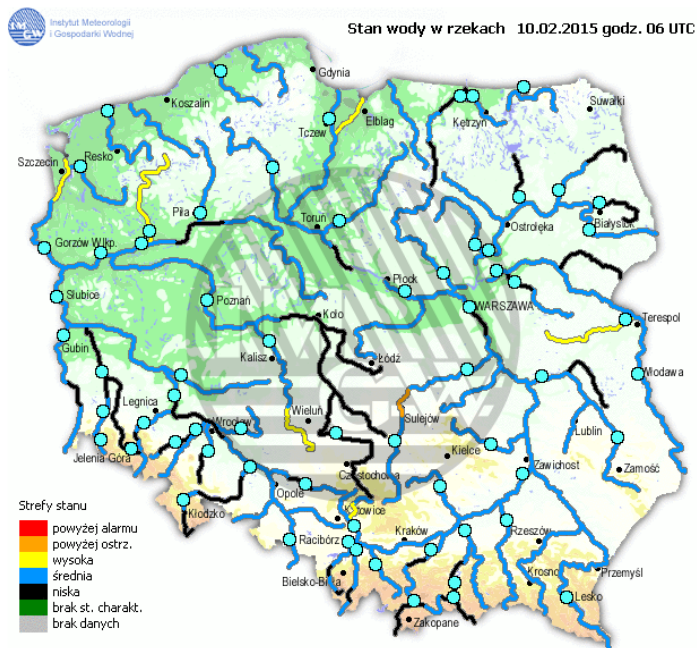 Instytut Meteorologii
i Gospodarki Wodnej
Stan wody w rzekach 10.02.2015 godz. 06 UTC
Gdynia
Koszalin
Suwałki
Elbląg
Kętrzyn
Tczew
Szczecin
Resko
Piła
Toruń
Ostrołęka
Białystok
Gorzów Wlkp.
Płock
Słubice
Poznań
WARSZAWA
Koło
Terespol
Gubin
Kalisz
Łódź
Włodawa
Legnica
Wieluń
Sulejów
Wrocław
Lublin
Jelenia Góra
Kielce
Zawichost
Zamość
Częstochowa
Opole
Strefy stanu
Kłodzko
Katowice
powyżej alarmu
Kraków
Rzeszów
powyżej ostrz.
Racibórz
wysoka
średnia
Bielsko-Biała
Krosno
Przemyśl
niska
Lesko
brak st. charakt.
brak danych
Zakopane